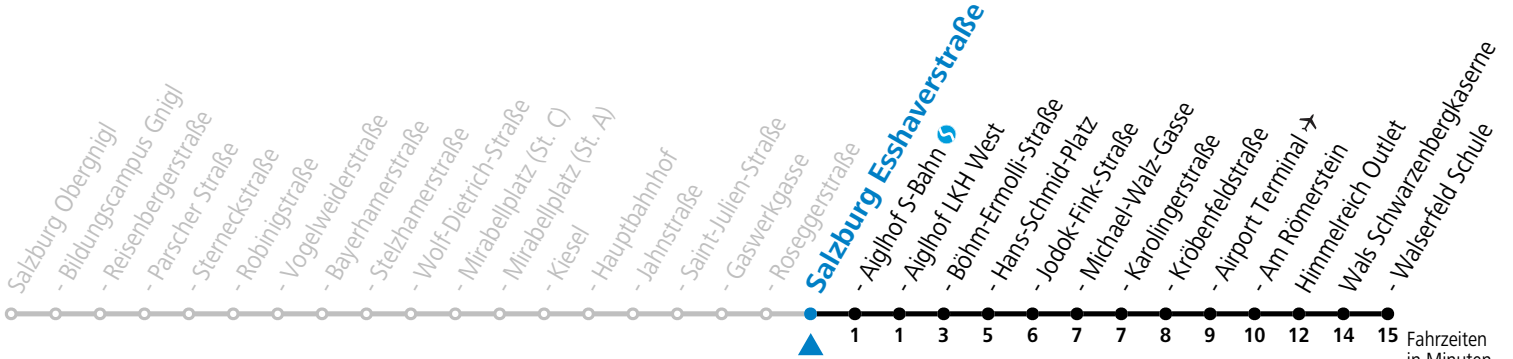 Salzburg Obergnigl
- Bildungscampus Gnigl
- Reisenbergerstraße
- Parscher Straße
- Sterneckstraße
- Robinigstraße
- Vogelweiderstraße
- Bayerhamerstraße
- Stelzhamerstraße
- Wolf-Dietrich-Straße
- Mirabellplatz (St. C)
- Mirabellplatz (St. A)
- Kiesel
- Hauptbahnhof
- Jahnstraße
- Saint-Julien-Straße
- Gaswerkgasse
- Roseggerstraße
Salzburg Esshaverstraße
- Aiglhof S-Bahn
- Aiglhof LKH West
- Böhm-Ermolli-Straße
- Hans-Schmid-Platz
- Jodok-Fink-Straße
- Michael-Walz-Gasse
- Karolingerstraße
- Kröbenfeldstraße
- Airport Terminal
- Am Römerstein
Himmelreich Outlet
Wals Schwarzenbergkaserne
- Walserfeld Schule
1 1 3 5 6 7 7 8 9 10 12 14 15
Fahrzeiten
in Minuten